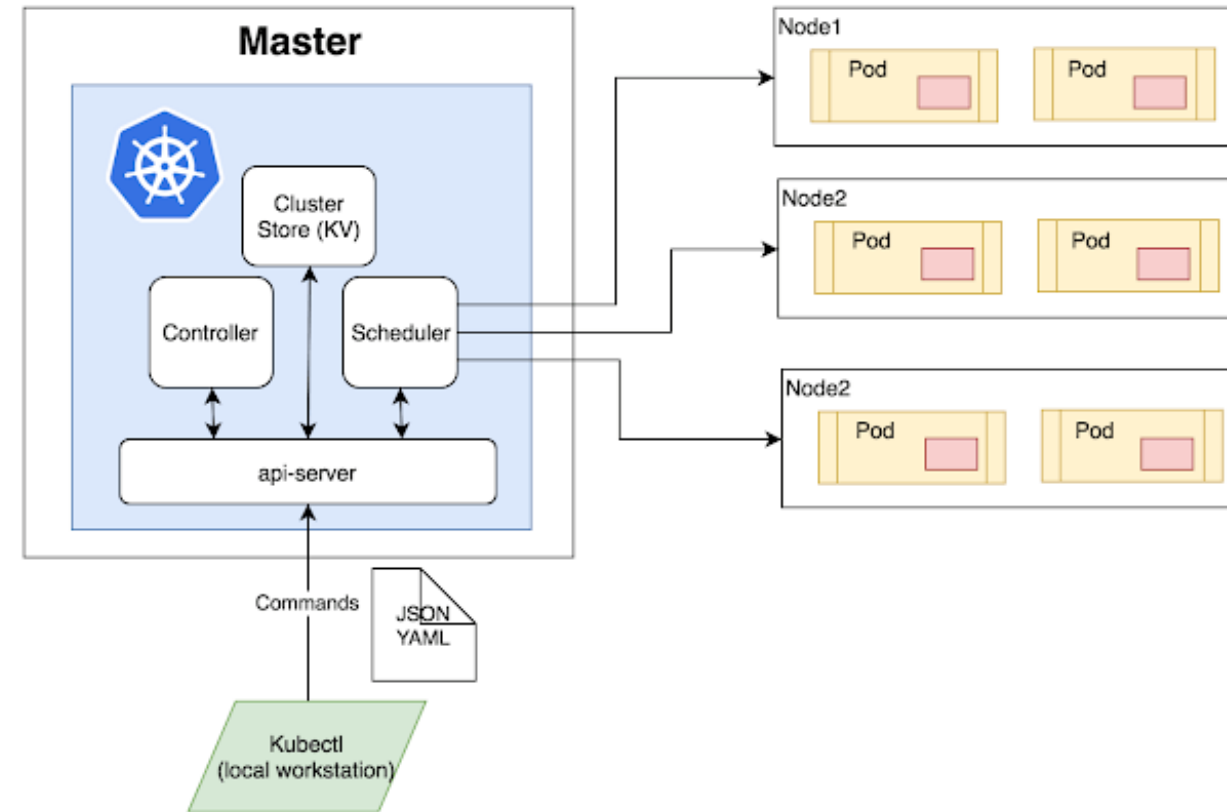 Master
Cluster
Store (KV)
Controller
Scheduler
api-server
Commands
JSON
YAML
Kubectl
(local workstation)
Node1
Pod
Pod
Node2
Pod
Pod
Node2
Pod
Pod